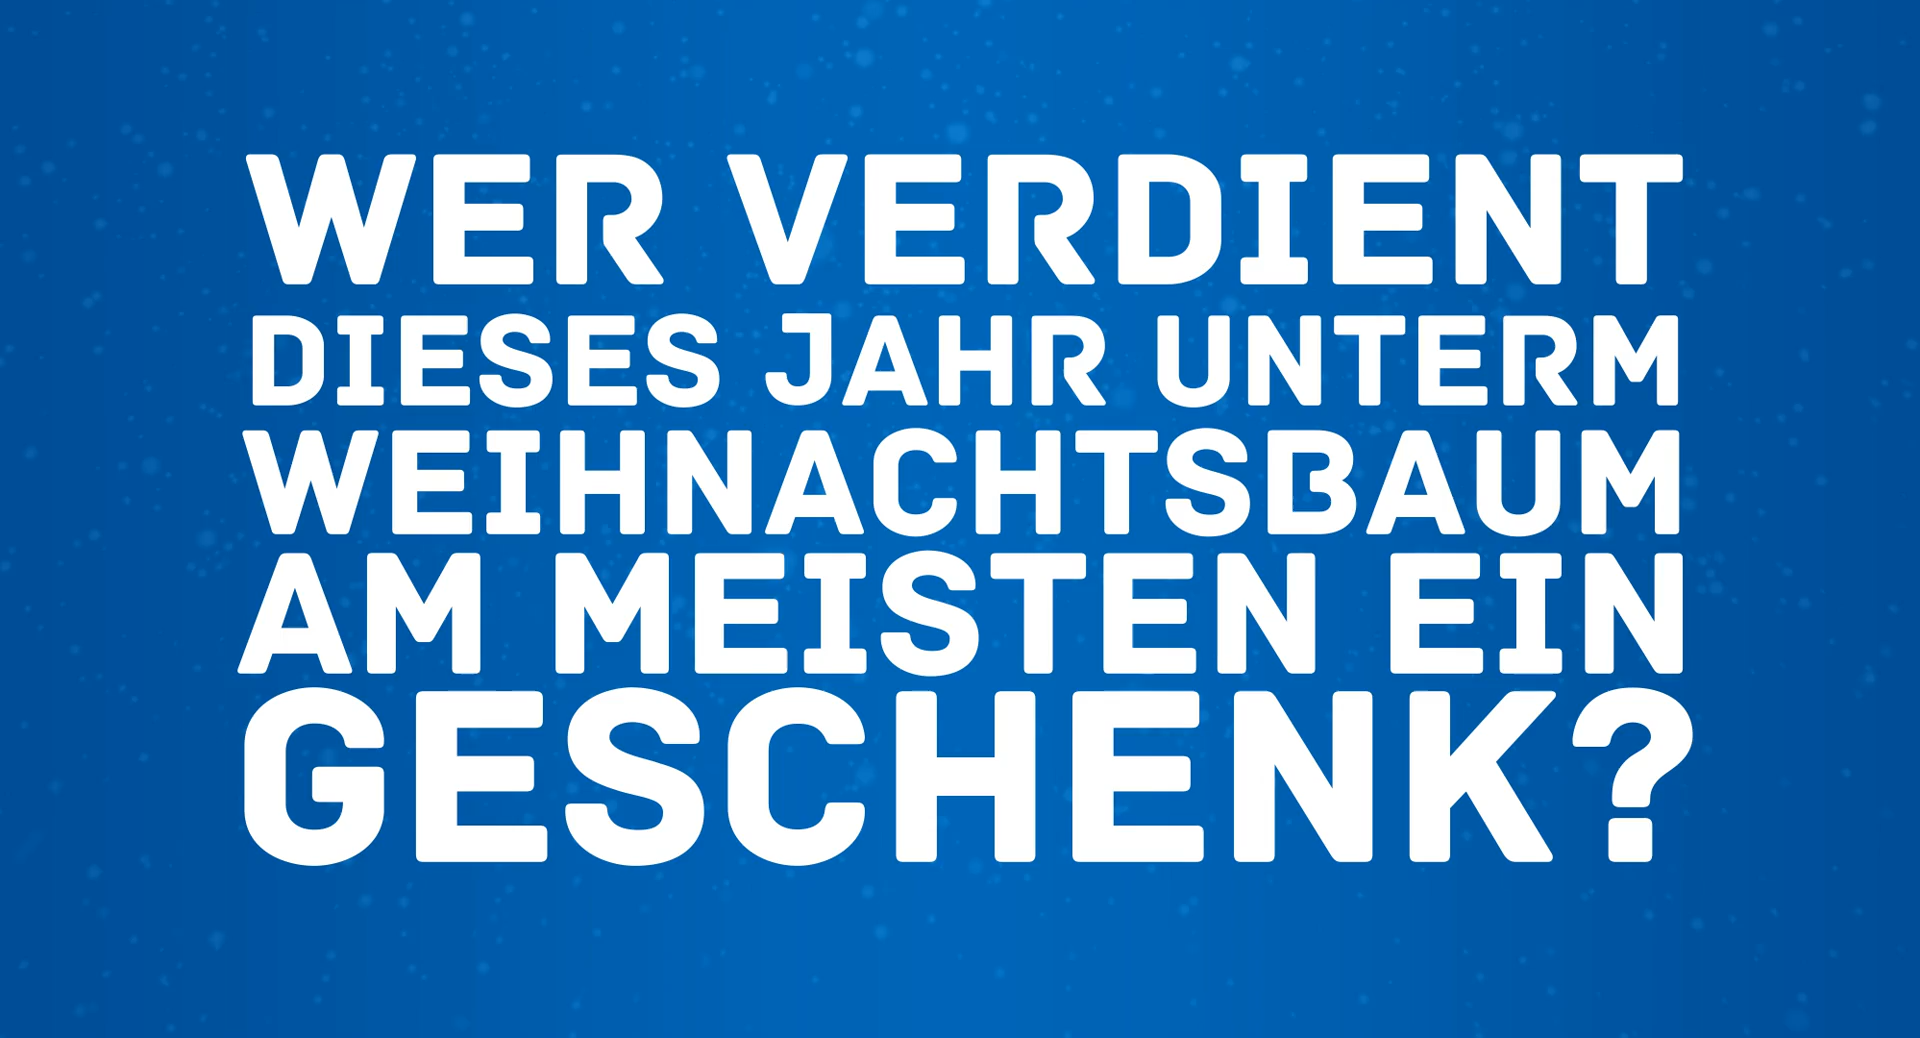 WER VERDIENT
DIESES JAHR UNTERM
WEIHNACHTSBAUM
AM MEISTEN EIN
GESCHENK?